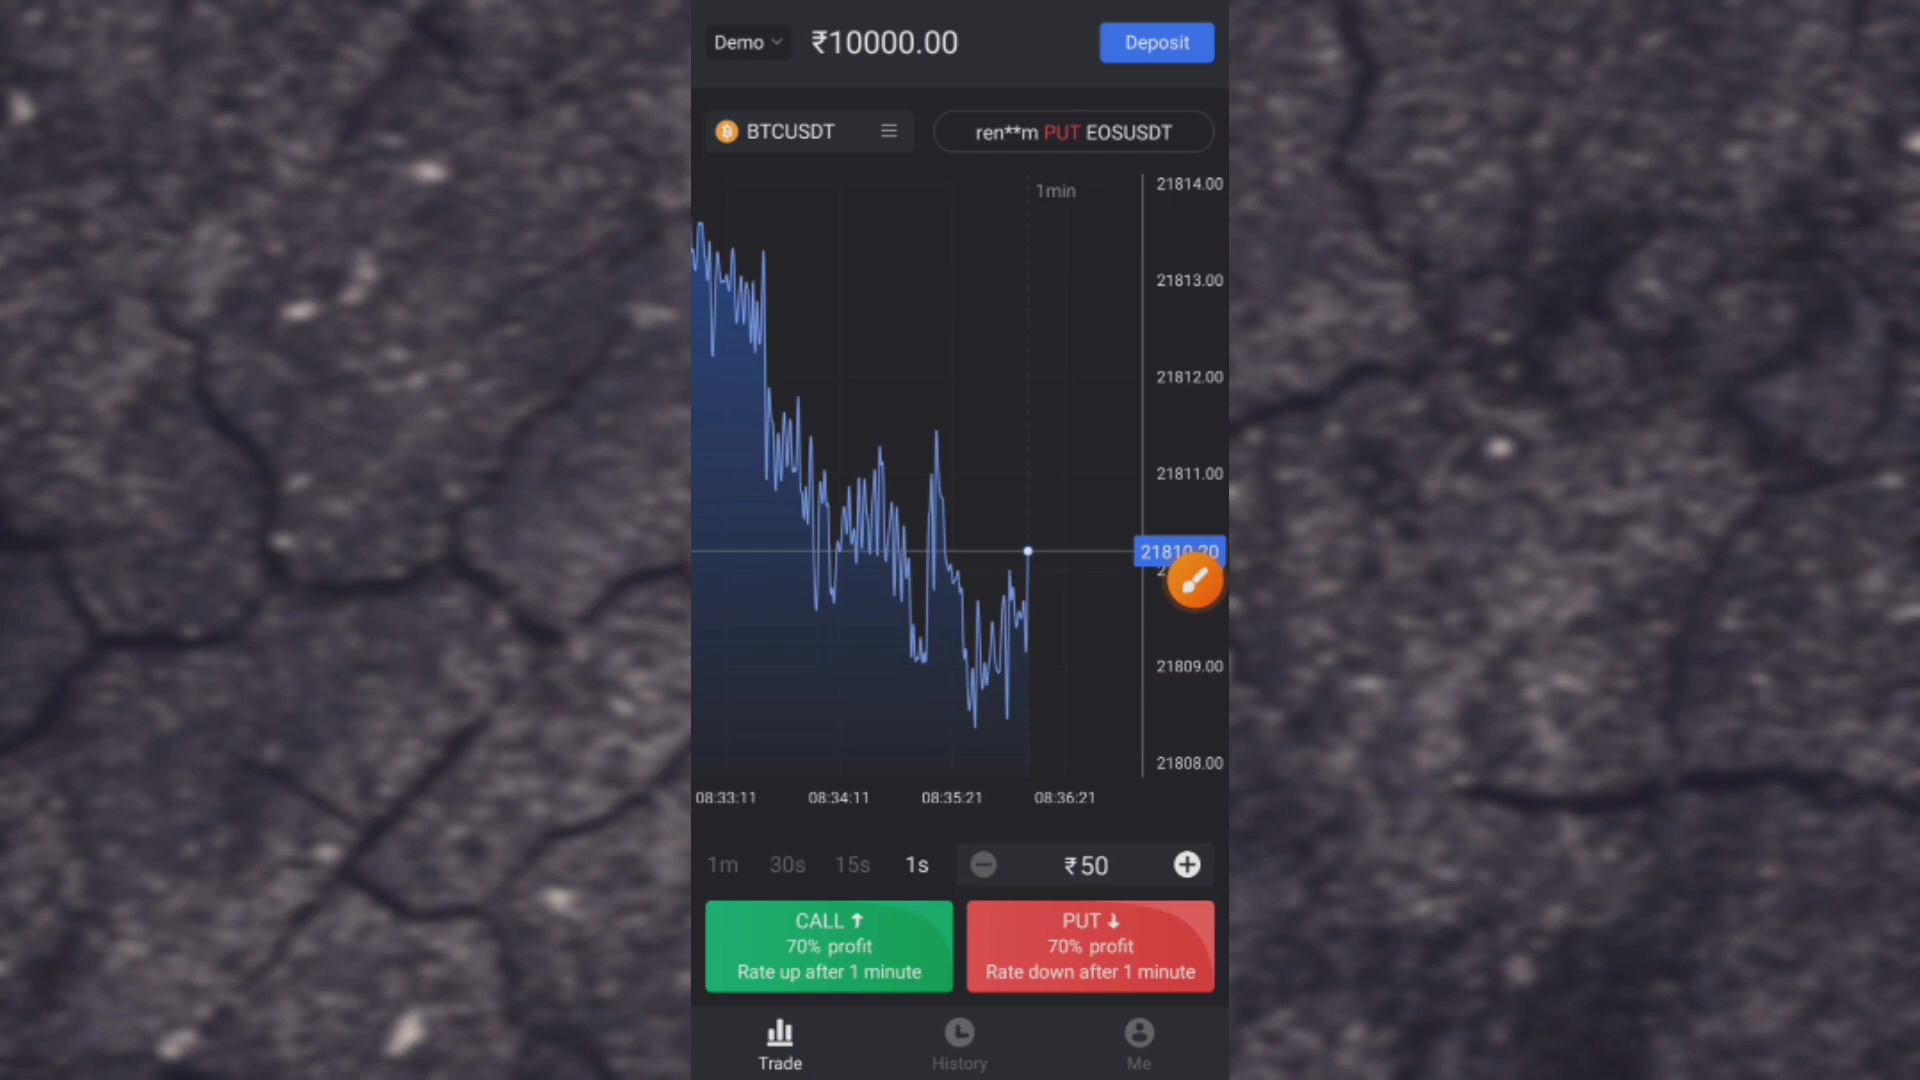 Demo ₹10000.00 Deposit
BTCUSDT ren**m PUT EOSUSDT
1min
21814.00
21813.00
21812.00
21811.00
21810.20
21809.00
21808.00
08:33:11 08:34:11 08:35:21 08:36:21
1m 30s 15s 1s ₹50
CALL PUT
70% profit 70% profit
Rate up after 1 minute Rate down after 1 minute
Trade History Me